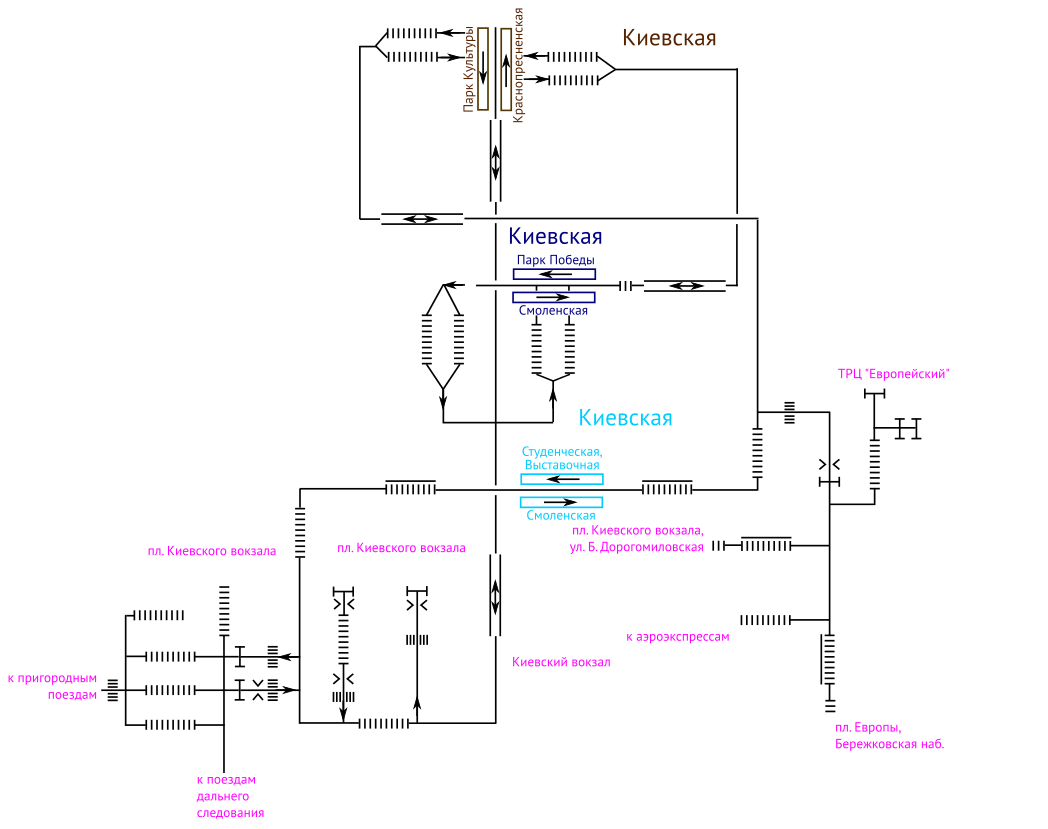 Киевская
Парк Культуры
Краснопресненская
Киевская
Парк Победы
Смоленская
ТРЦ "Европейский"
Киевская
Студенческая,
Выставочная
Смоленская
пл. Киевского вокзала,
ул. Б. Дорогомиловская
пл. Киевского вокзала
пл. Киевского вокзала
к аэроэкспрессам
Киевский вокзал
к пригородным
поездам
пл. Европы,
Бережковская наб.
к поездам
дальнего
следования